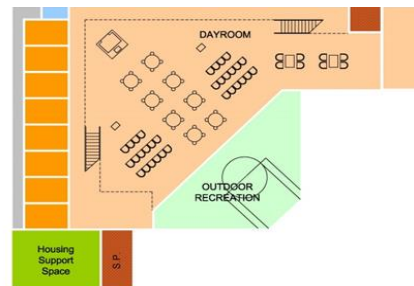 DAYROOM
OUTDOOR
RECREATION
Housing
Support
Space
S.P.